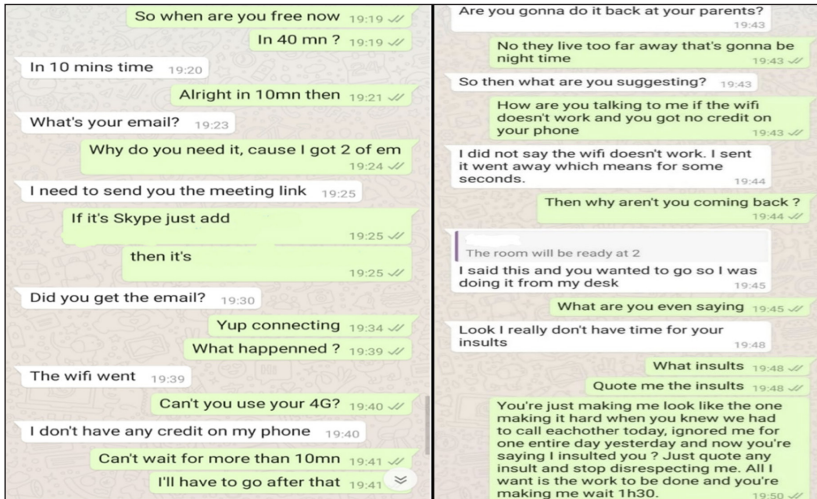 So when are you free now 19:19
In 40 mn ? 19:19
In 10 mins time 19:20
Alright in 10mn then 19:21
What's your email? 19:23
Why do you need it, cause I got 2 of em
19:24
I need to send you the meeting link 19:25
If it's Skype just add
19:25
then it's
19:25
Did you get the email? 19:30
Yup connecting 19:34
What happenned ? 19:39
The wifi went 19:39
Can't you use your 4G? 19:40
I don't have any credit on my phone 19:40
Can't wait for more than 10mn 19:41
I'll have to go after that 19:41
Are you gonna do it back at your parents?
19:43
No they live too far away that's gonna be
night time 19:43
So then what are you suggesting? 19:43
How are you talking to me if the wifi
doesn't work and you got no credit on
your phone 19:43
I did not say the wifi doesn't work. I sent
it went away which means for some
seconds. 19:44
Then why aren't you coming back ?
19:44
The room will be ready at 2
I said this and you wanted to go so I was
doing it from my desk 19:45
What are you even saying 19:45
Look I really don't have time for your
insults 19:48
What insults 19:48
Quote me the insults 19:48
You're just making me look like the one
making it hard when you knew we had
to call eachother today, ignored me for
one entire day yesterday and now you're
saying I insulted you ? Just quote any
insult and stop disrespecting me. All I
want is the work to be done and you're
making me wait 1h30. 19:50